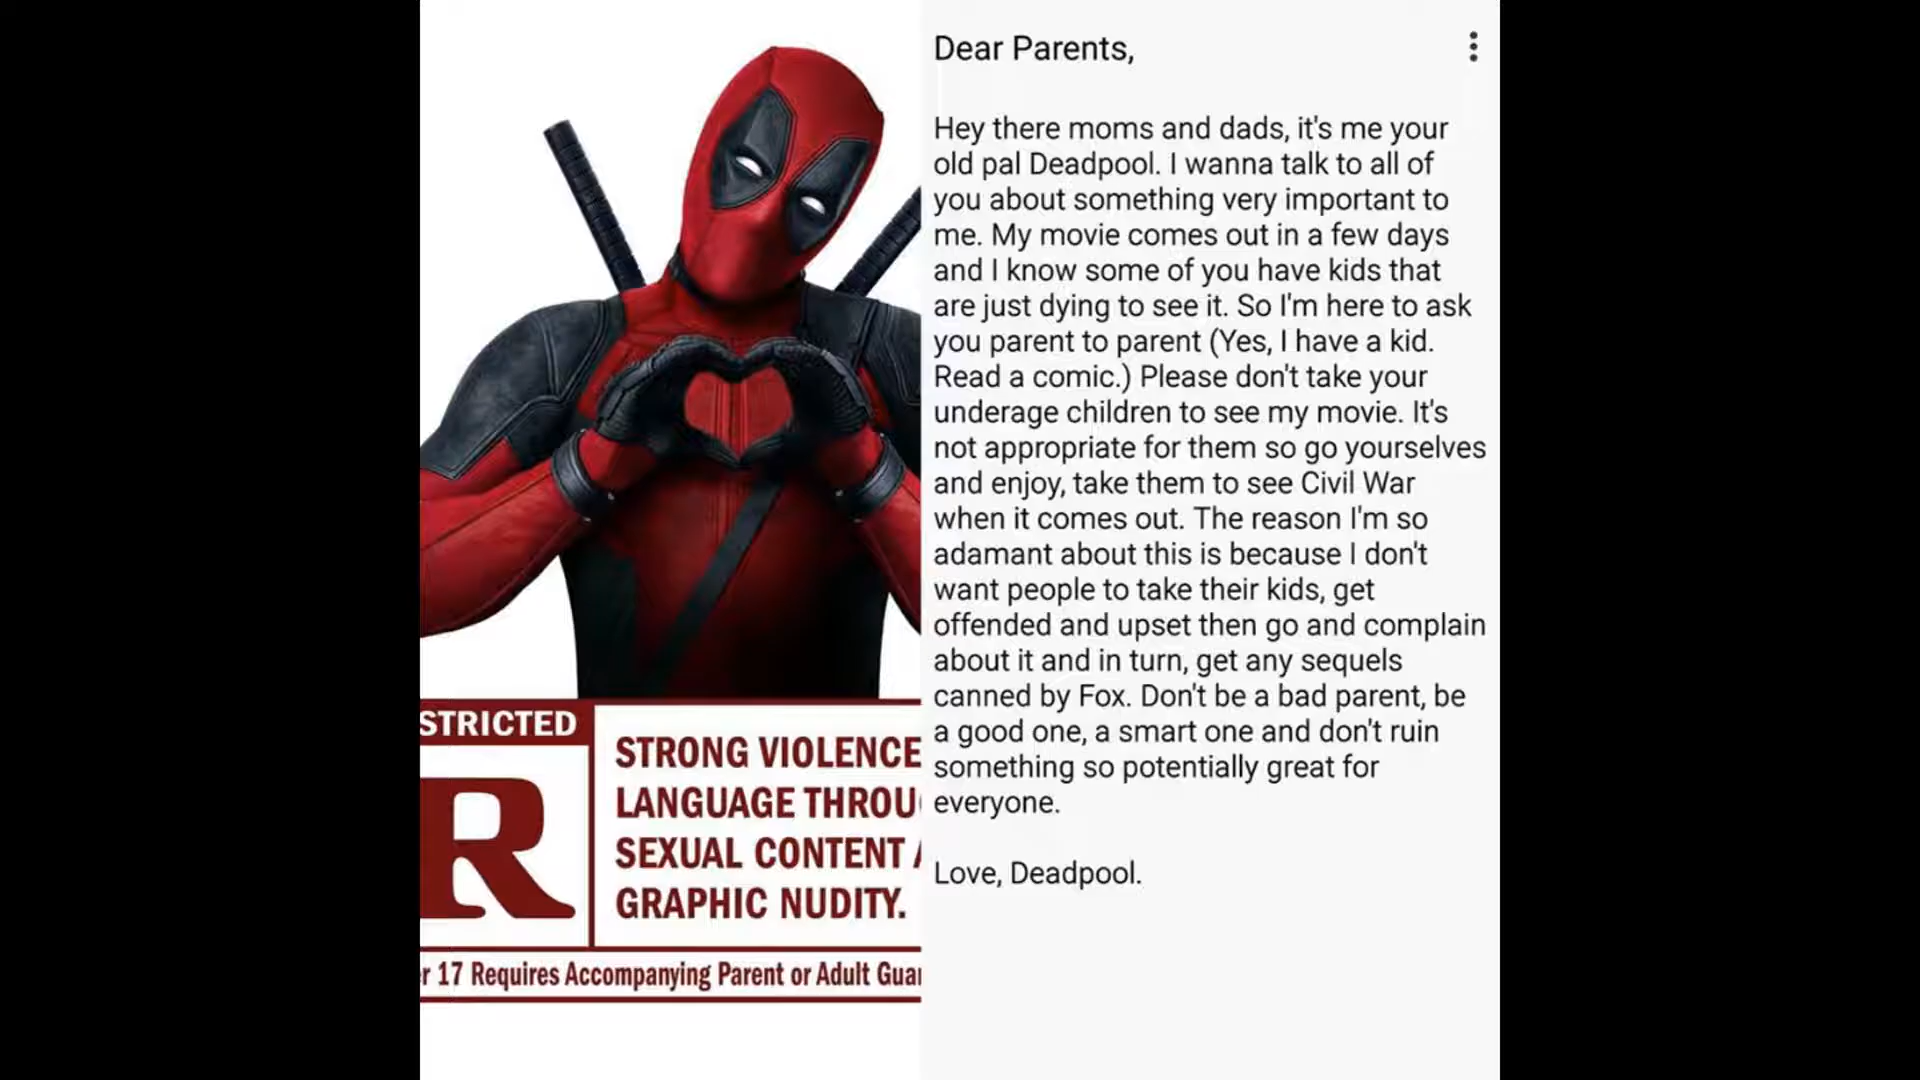 Dear Parents,
Hey there moms and dads, it's me your
old pal Deadpool. I wanna talk to all of
you about something very important to
me. My movie comes out in a few days
and I know some of you have kids that
are just dying to see it. So I'm here to ask
you parent to parent (Yes, I have a kid.
Read a comic.) Please don't take your
underage children to see my movie. It's
not appropriate for them so go yourselves
and enjoy, take them to see Civil War
when it comes out. The reason I'm so
adamant about this is because I don't
want people to take their kids, get
offended and upset then go and complain
about it and in turn, get any sequels
canned by Fox. Don't be a bad parent, be
a good one, a smart one and don't ruin
something so potentially great for
everyone.
Love, Deadpool.
STRICTED
R
STRONG VIOLENCE
LANGUAGE THROU
SEXUAL CONTENT
GRAPHIC NUDITY.
r 17 Requires Accompanying Parent or Adult Guar